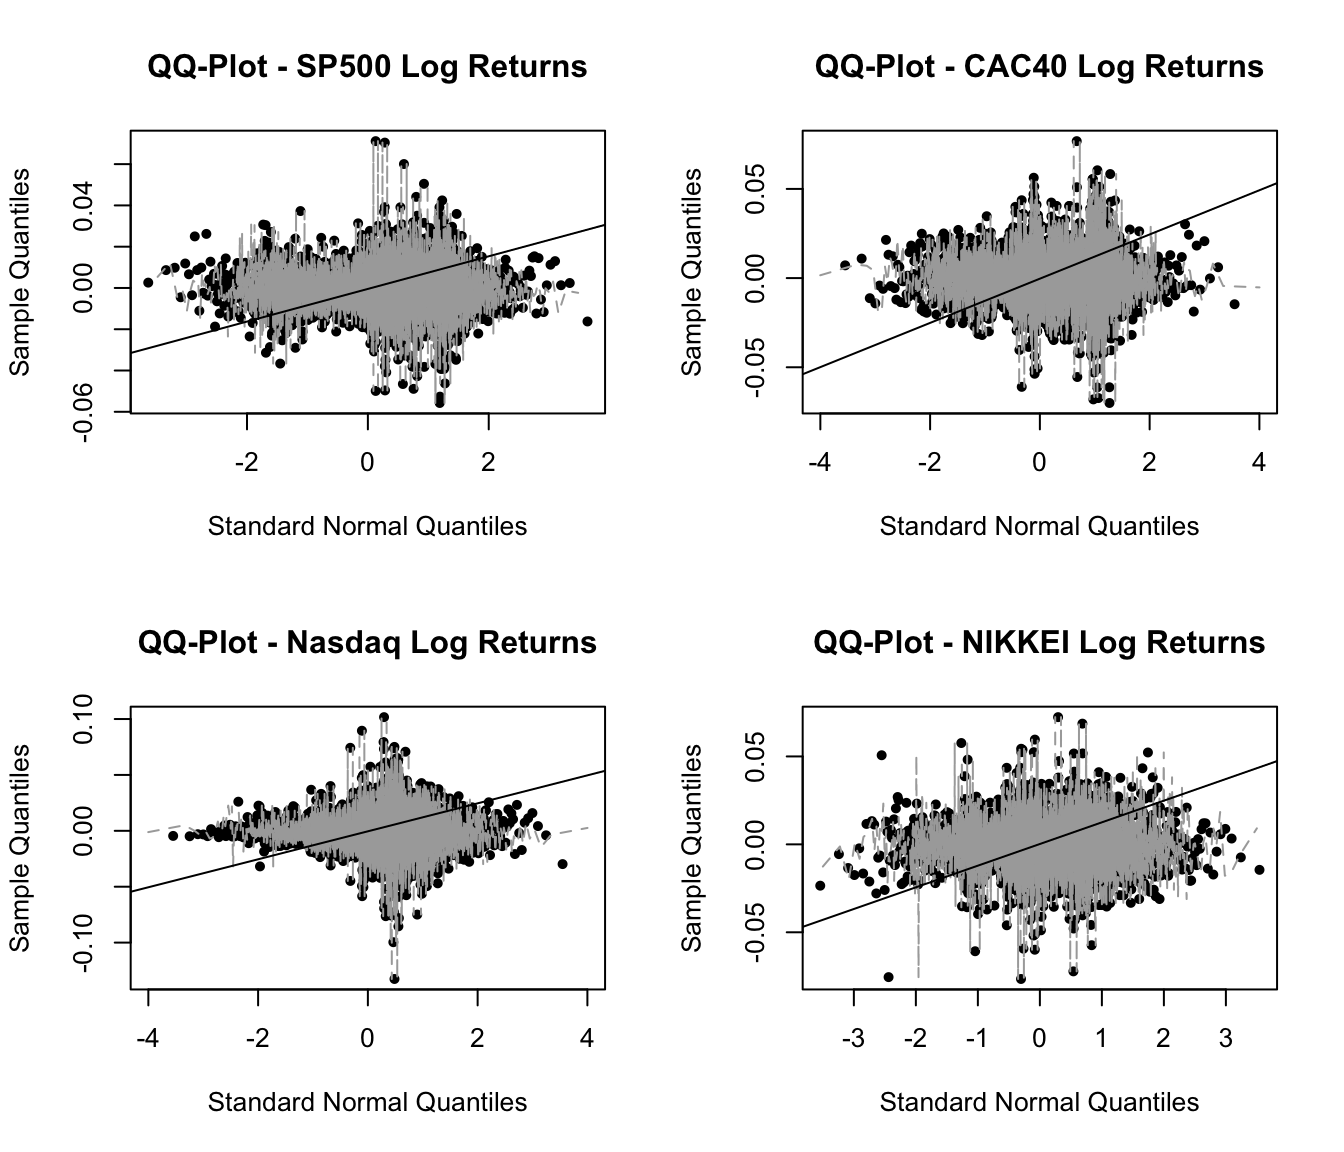 QQ-Plot - SP500 Log Returns
Sample Quantiles
0.04
0.00
-0.06
-2 0 2
Standard Normal Quantiles
QQ-Plot - CAC40 Log Returns
Sample Quantiles
0.05
0.00
-0.05
-4 -2 0 2 4
Standard Normal Quantiles
QQ-Plot - Nasdaq Log Returns
Sample Quantiles
0.10
0.00
-0.10
-4 -2 0 2 4
Standard Normal Quantiles
QQ-Plot - NIKKEI Log Returns
Sample Quantiles
0.05
0.00
-0.05
-3 -2 -1 0 1 2 3
Standard Normal Quantiles